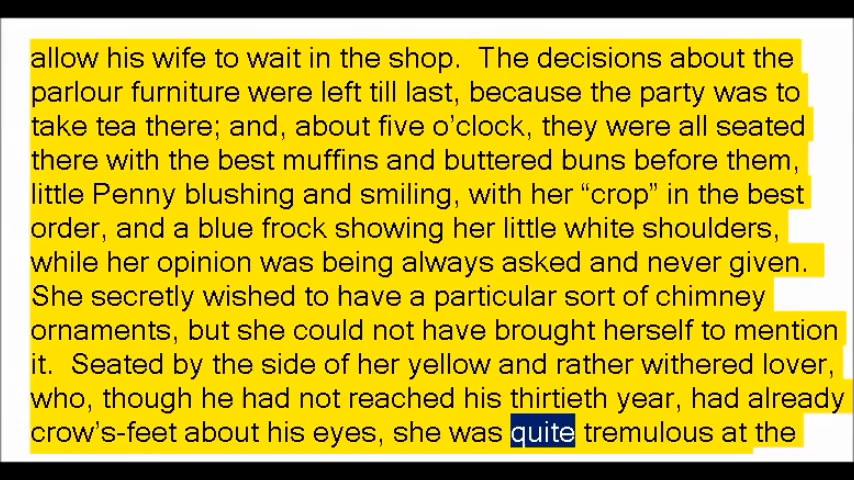 allow his wife to wait in the shop.  The decisions about the
parlour furniture were left till last, because the party was to
take tea there; and, about five o’clock, they were all seated
there with the best muffins and buttered buns before them,
little Penny blushing and smiling, with her “crop” in the best
order, and a blue frock showing her little white shoulders,
while her opinion was being always asked and never given.
She secretly wished to have a particular sort of chimney
ornaments, but she could not have brought herself to mention
it.  Seated by the side of her yellow and rather withered lover,
who, though he had not reached his thirtieth year, had already
crow’s-feet about his eyes, she was quite tremulous at the